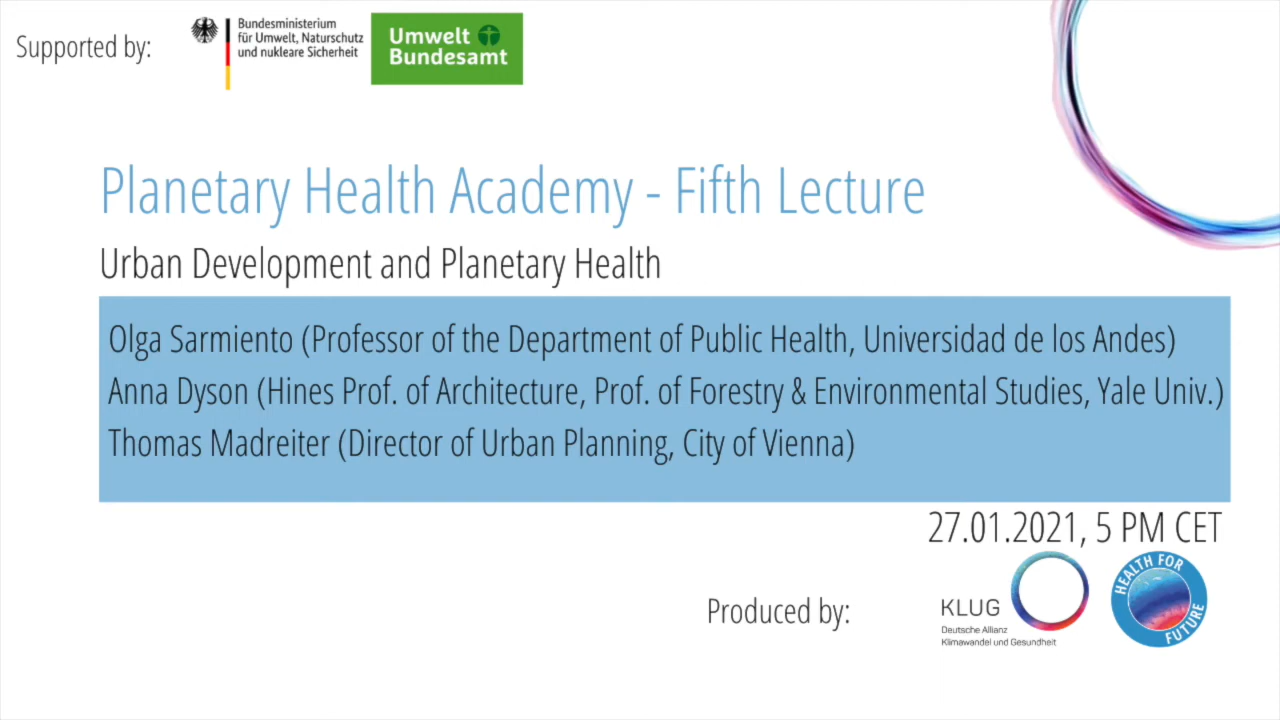 Supported by:
Bundesministerium
für Umwelt, Naturschutz
und nukleare Sicherheit
Umwelt
Bundesamt
Planetary Health Academy - Fifth Lecture
Urban Development and Planetary Health
Olga Sarmiento (Professor of the Department of Public Health, Universidad de los Andes)
Anna Dyson (Hines Prof. of Architecture, Prof. of Forestry & Environmental Studies, Yale Univ.)
Thomas Madreiter (Director of Urban Planning, City of Vienna)
27.01.2021, 5 PM CET
Produced by:
KLUG
Deutsche Allianz
Klimawandel und Gesundheit
HEALTH FOR
FUTURE